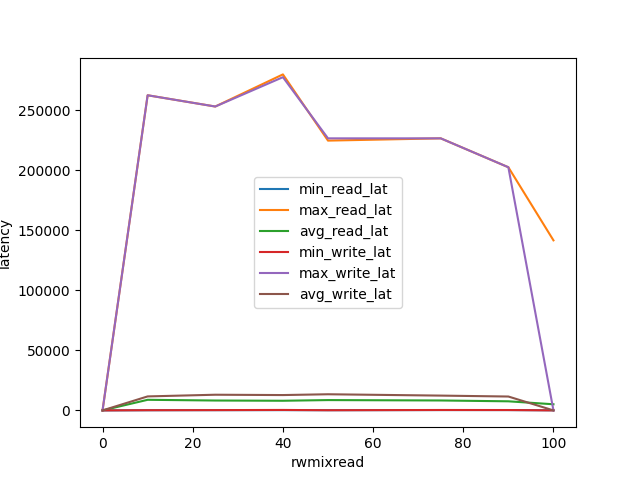 250000
200000
150000
100000
50000
0
latency
min_read_lat
max_read_lat
avg_read_lat
min_write_lat
max_write_lat
avg_write_lat
0 20 40 60 80 100
rwmixread